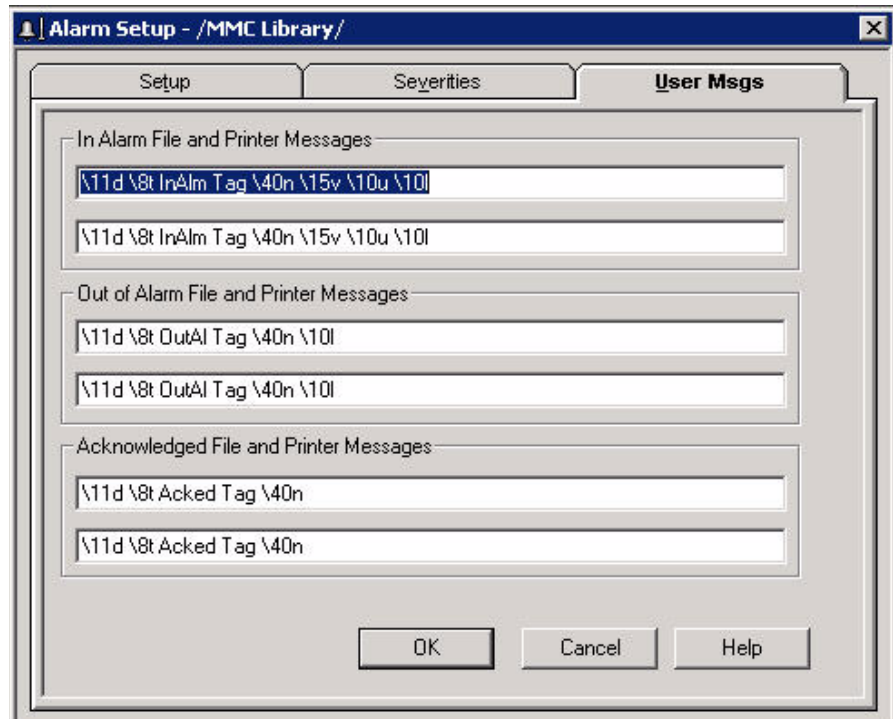 Alarm Setup - /MMC Library/
Setup Severities User Msgs
In Alarm File and Printer Messages
\11d \8t InAlm Tag \40n \15v \10u \10l
\11d \8t InAlm Tag \40n \15v \10u \10l
Out of Alarm File and Printer Messages
\11d \8t OutAl Tag \40n \10l
\11d \8t OutAl Tag \40n \10l
Acknowledged File and Printer Messages
\11d \8t Acked Tag \40n
\11d \8t Acked Tag \40n
OK Cancel Help